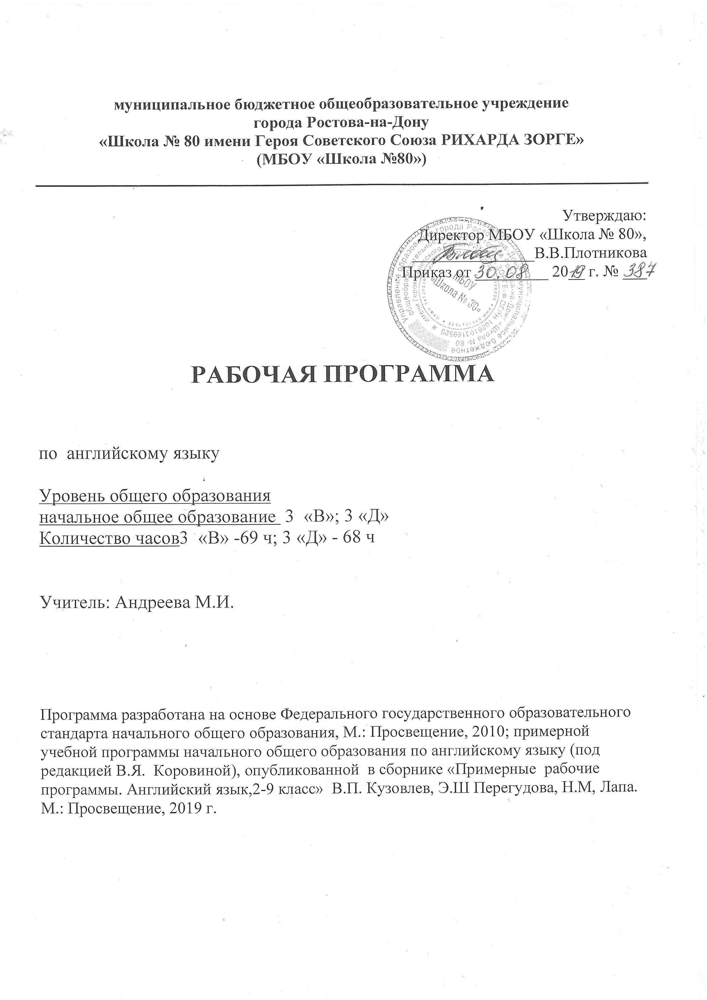 муниципальное бюджетное общеобразовательное учреждение
города Ростова-на-Дону
«Школа № 80 имени Героя Советского Союза РИХАРДА ЗОРГЕ»
(МБОУ «Школа №80»)
Утверждаю:
Директор МБОУ «Школа № 80»,
В.В.Плотникова
Приказ от 30.08 2019 г. № 387
МБОУ
«Школа № 80»
РАБОЧАЯ ПРОГРАММА
по английскому языку
Уровень общего образования
начальное общее образование 3 «В»; 3 «Д»
Количество часов3 «В» -69 ч; 3 «Д» - 68 ч
Учитель: Андреева М.И.
Программа разработана на основе Федерального государственного образовательного
стандарта начального общего образования, М.: Просвещение, 2010; примерной
учебной программы начального общего образования по английскому языку (под
редакцией В.Я. Коровиной), опубликованной в сборнике «Примерные рабочие
программы. Английский язык,2-9 класс» В.П. Кузовлев, Э.Ш Перегудова, Н.М, Лапа.
М.: Просвещение, 2019 г.